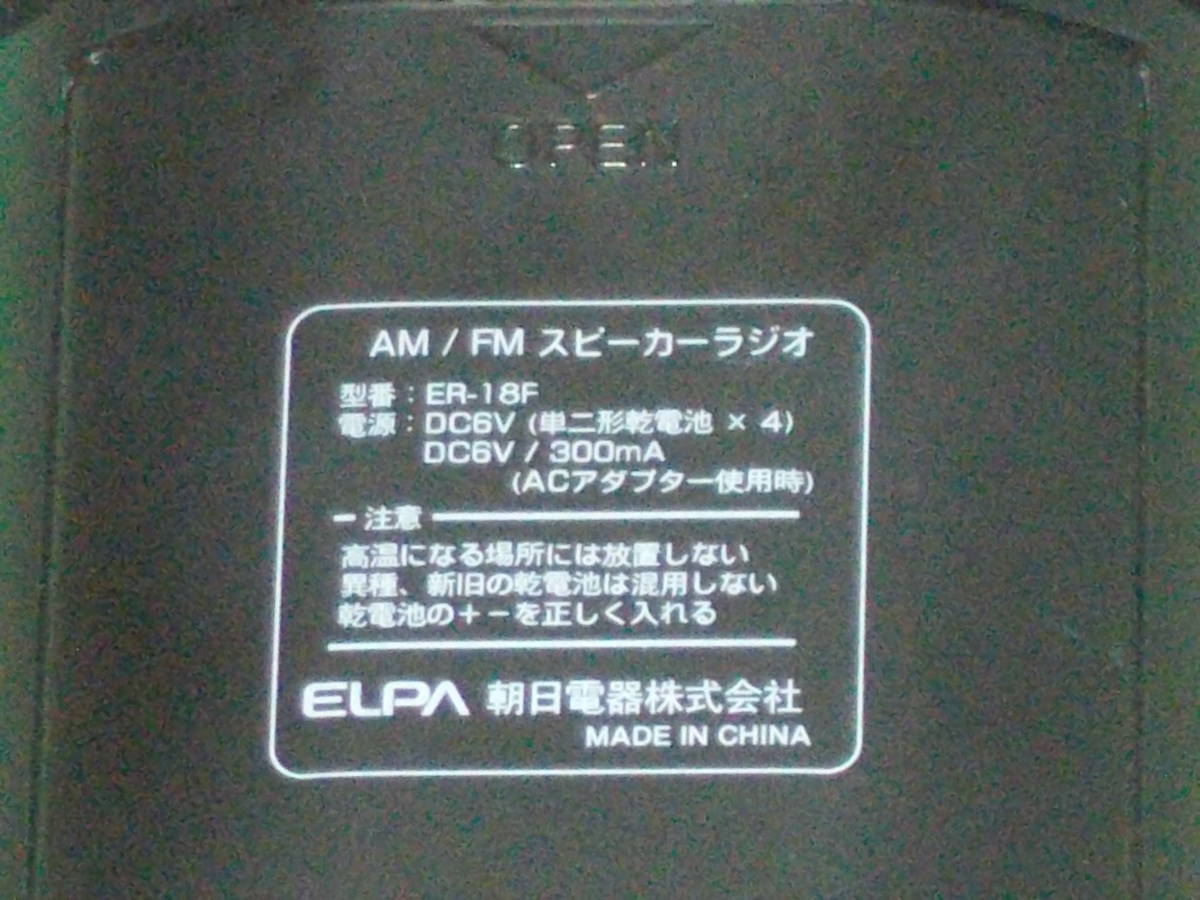 OPEN
AM / FM スピーカーラジオ
型番：ER-18F
電源：DC6V (単二形乾電池 × 4)
DC6V / 300mA
(ACアダプター使用時)
注意
高温になる場所には放置しない
異種、新旧の乾電池は混用しない
乾電池の＋－を正しく入れる
ELPA 朝日電器株式会社
MADE IN CHINA